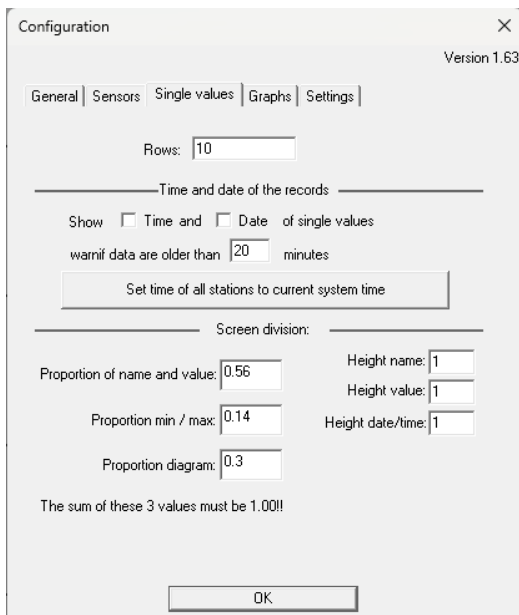 Configuration
Version 1.63
General Sensors Single values Graphs Settings
Rows: 10
Time and date of the records
Show Time and Date of single values
warnif data are older than 20 minutes
Set time of all stations to current system time
Screen division:
Proportion of name and value: 0.56
Height name: 1
Height value: 1
Proportion min / max: 0.14
Height date/time: 1
Proportion diagram: 0.3
The sum of these 3 values must be 1.00!!
OK